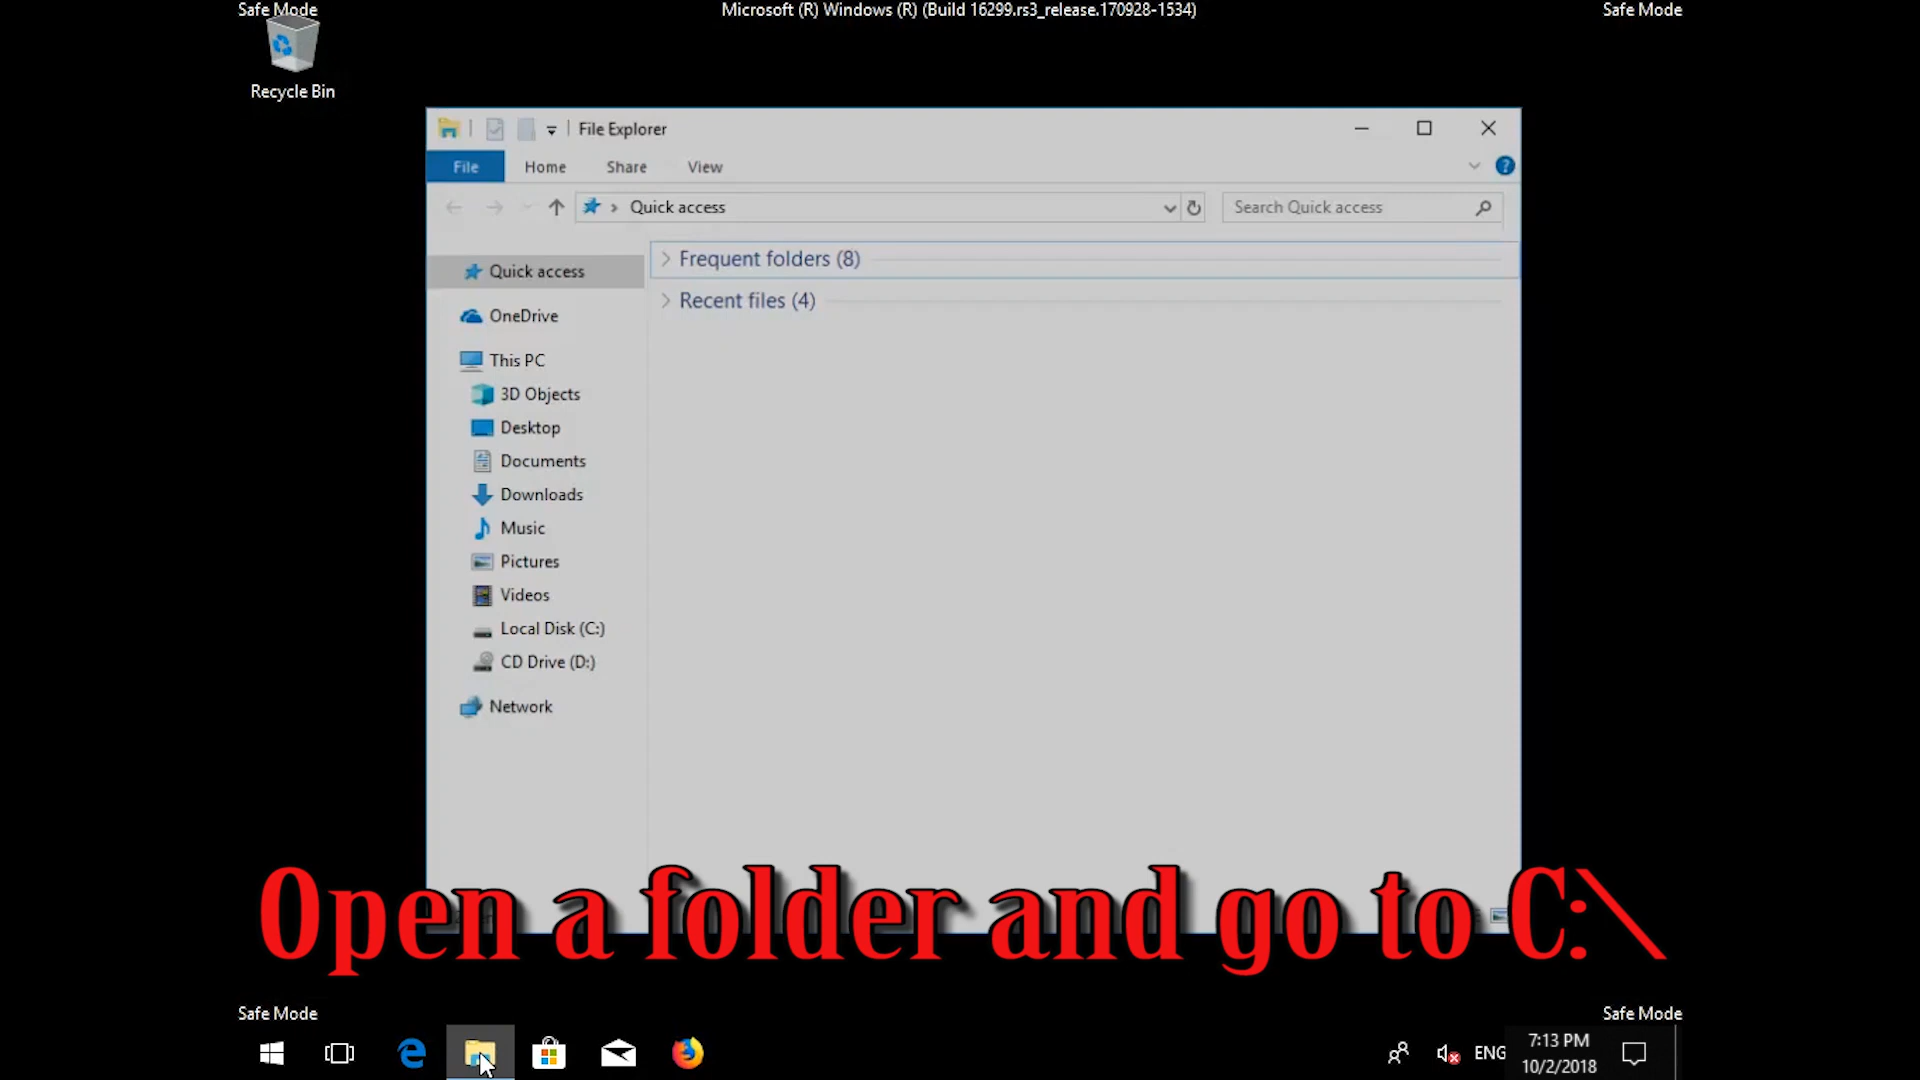 Safe Mode
Microsoft (R) Windows (R) (Build 16299.rs3_release.170928-1534)
Safe Mode
Recycle Bin
File Explorer
File
Home
Share
View
Quick access
Search Quick access
Quick access
OneDrive
This PC
3D Objects
Desktop
Documents
Downloads
Music
Pictures
Videos
Local Disk (C:)
CD Drive (D:)
Network
Frequent folders (8)
Recent files (4)
Open a folder and go to C:\
Safe Mode
Safe Mode
ENG
7:13 PM
10/2/2018